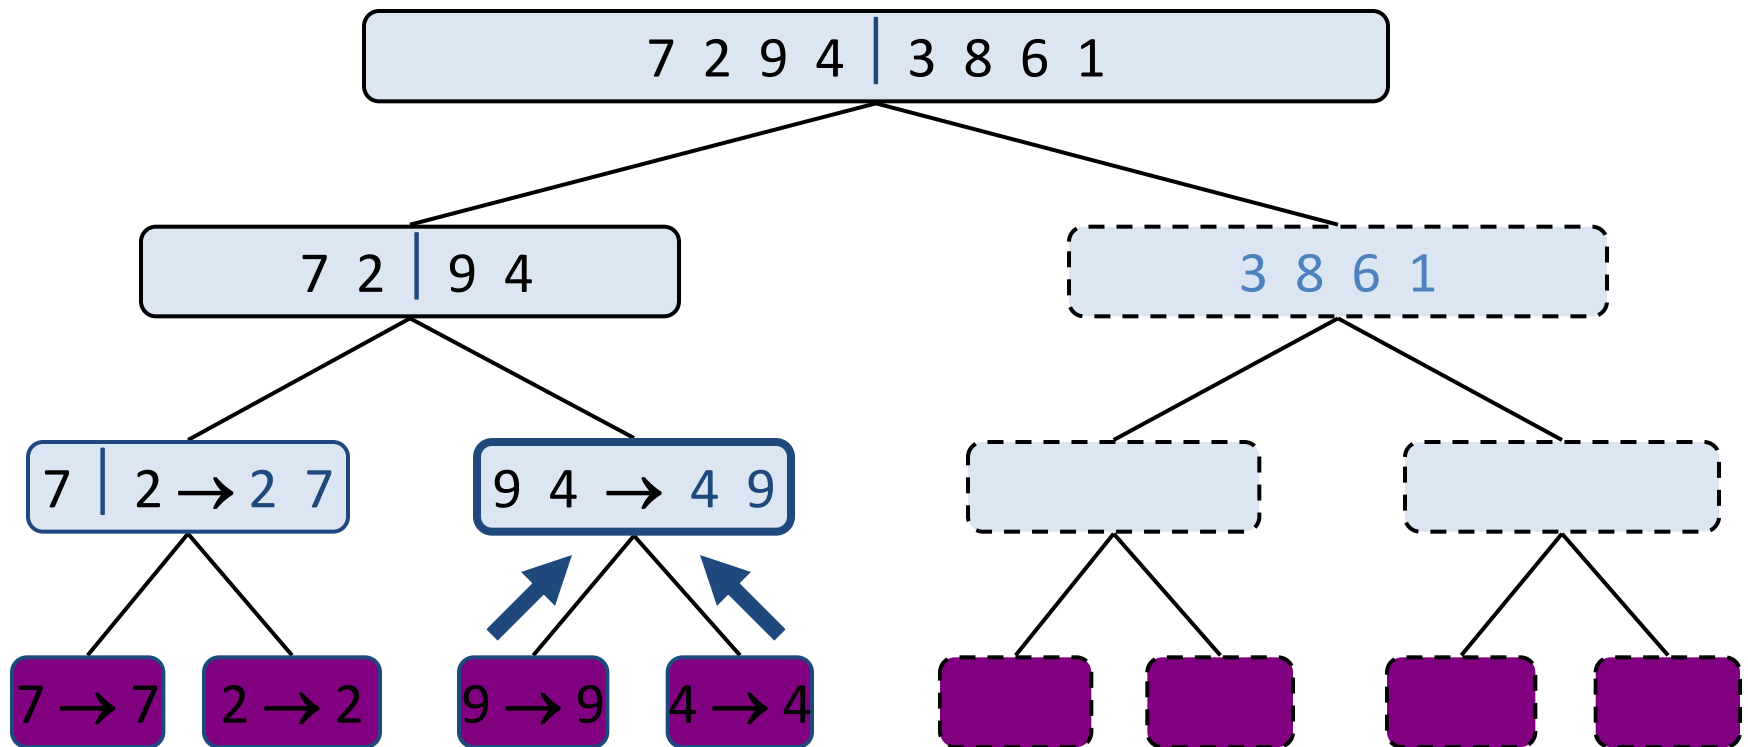 7 2 9 4 | 3 8 6 1
7 2 | 9 4
3 8 6 1
7 | 2 → 2 7
9 4 → 4 9
7 → 7
2 → 2
9 → 9
4 → 4